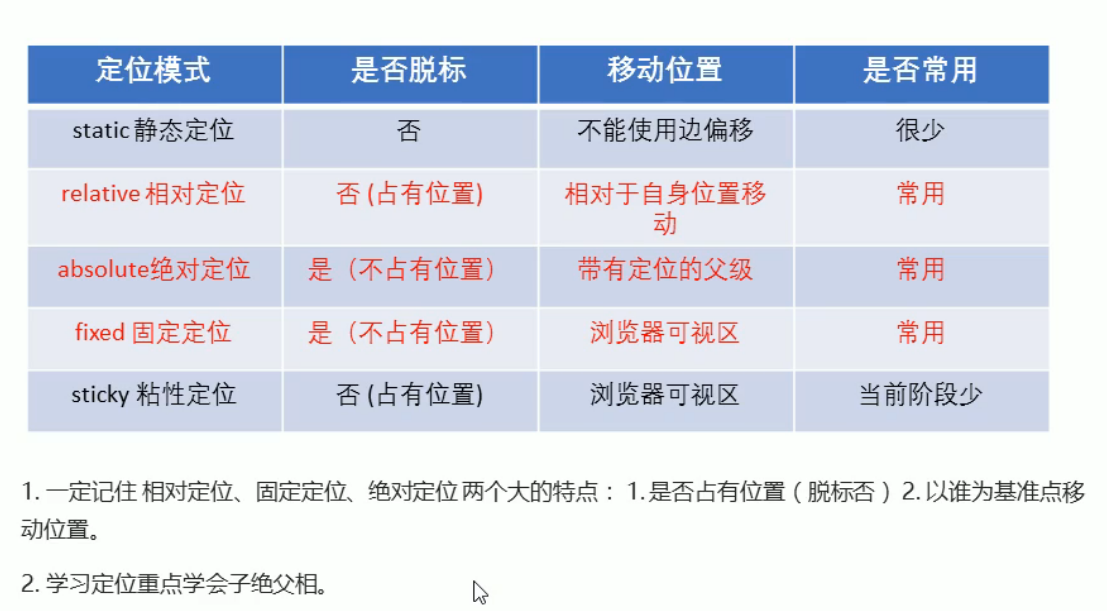 定位模式 是否脱标 移动位置 是否常用
static 静态定位 否 不能使用边偏移 很少
relative 相对定位 否 (占有位置) 相对于自身位置移
动 常用
absolute绝对定位 是（不占有位置） 带有定位的父级 常用
fixed 固定定位 是（不占有位置） 浏览器可视区 常用
sticky 粘性定位 否 (占有位置) 浏览器可视区 当前阶段少
1. 一定记住 相对定位、固定定位、绝对定位 两个大的特点： 1. 是否占有位置（脱标否）2. 以谁为基准点移
动位置。
2. 学习定位重点学会子绝父相。